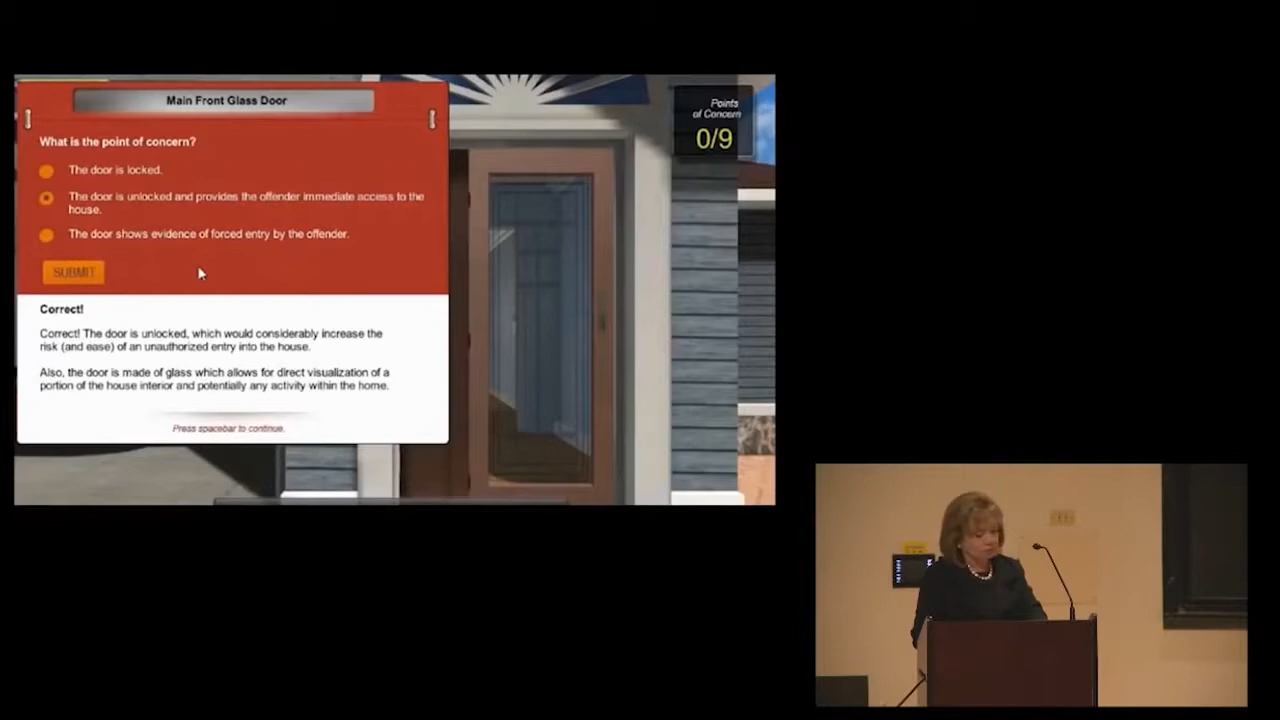 Main Front Glass Door
Points
of Concern
0/9
What is the point of concern?
The door is locked.
The door is unlocked and provides the offender immediate access to the
house.
The door shows evidence of forced entry by the offender.
SUBMIT
Correct!
Correct! The door is unlocked, which would considerably increase the
risk (and ease) of an unauthorized entry into the house.
Also, the door is made of glass which allows for direct visualization of a
portion of the house interior and potentially any activity within the home.
Press spacebar to continue.